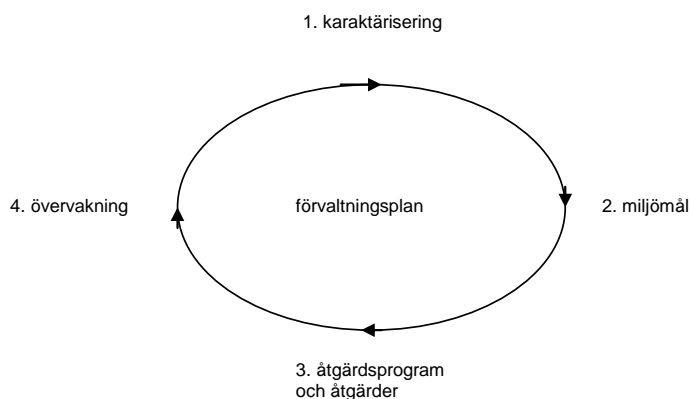 1. karaktärisering
4. övervakning
förvaltningsplan
2. miljömål
3. åtgärdsprogram
och åtgärder